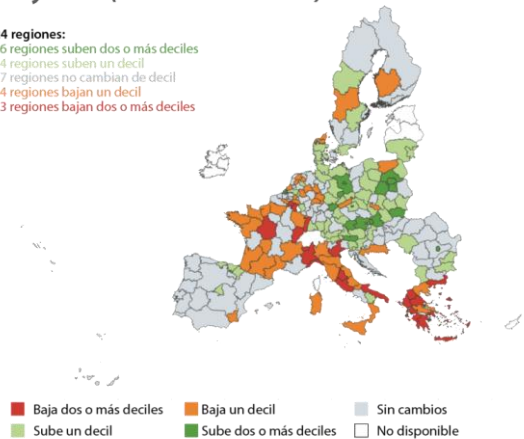 4 regiones:
6 regiones suben dos o más deciles
4 regiones suben un decil
7 regiones no cambian de decil
4 regiones bajan un decil
3 regiones bajan dos o más deciles
Baja dos o más deciles
Baja un decil
Sin cambios
Sube un decil
Sube dos o más deciles
No disponible